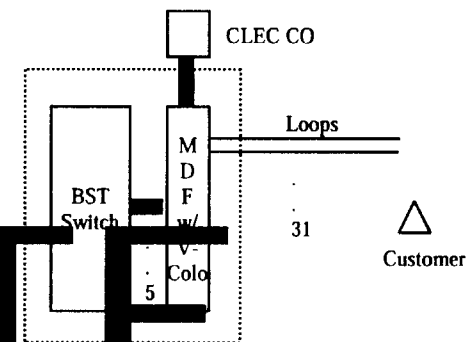 CLEC CO
Loops
M
D
F
w/
V-
Colo
BST
Switch
.
.
5
.
.
31
Customer